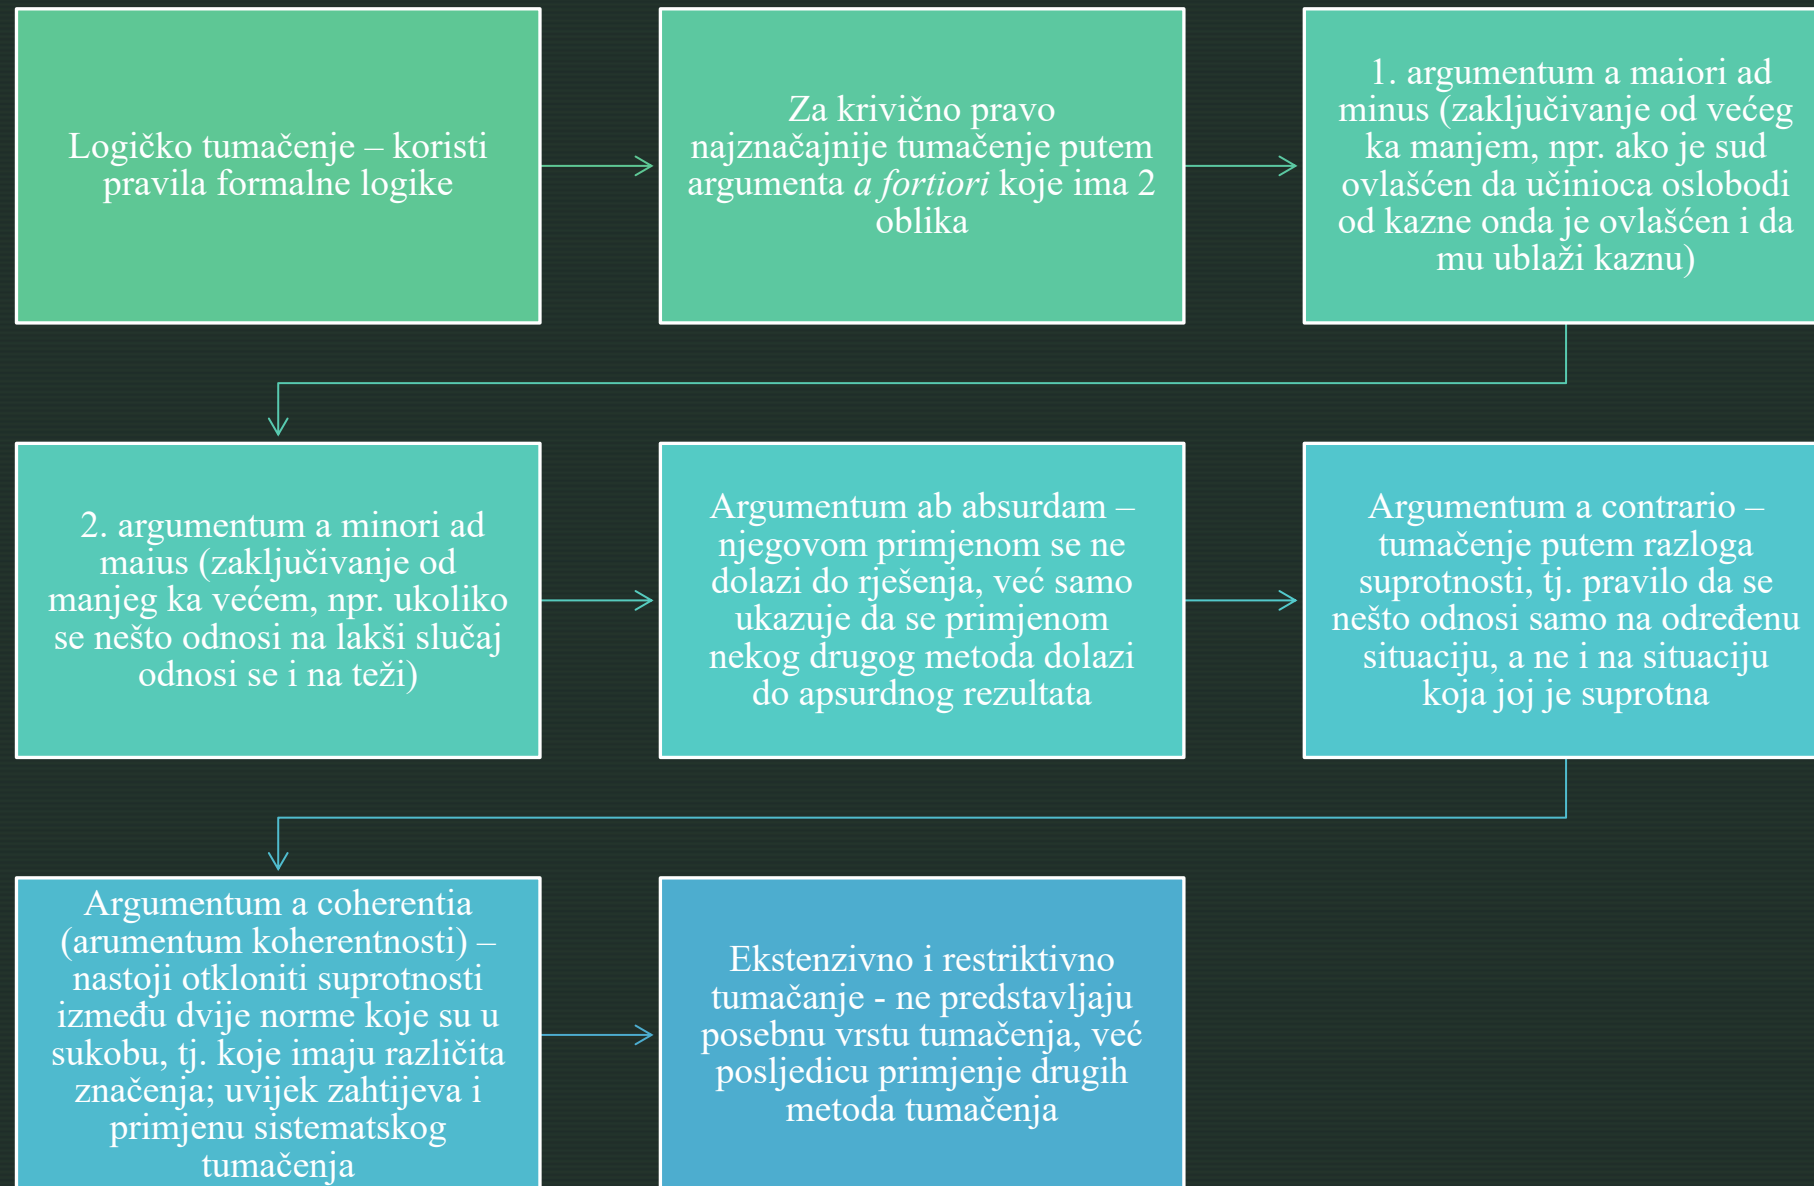 Logičko tumačenje – koristi
pravila formalne logike
Za krivično pravo
najznačajnije tumačenje putem
argumenta a fortiori koje ima 2
oblika
1. argumentum a maiori ad
minus (zaključivanje od većeg
ka manjem, npr. ako je sud
ovlašćen da učinioca oslobodi
od kazne onda je ovlašćen i da
mu ublaži kaznu)
2. argumentum a minori ad
maius (zaključivanje od
manjeg ka većem, npr. ukoliko
se nešto odnosi na lakši slučaj
odnosi se i na teži)
Argumentum ab absurdam –
njegovom primjenom se ne
dolazi do rješenja, već samo
ukazuje da se primjenom
nekog drugog metoda dolazi
do apsurdnog rezultata
Argumentum a contrario –
tumačenje putem razloga
suprotnosti, tj. pravilo da se
nešto odnosi samo na određenu
situaciju, a ne i na situaciju
koja joj je suprotna
Argumentum a coherentia
(arumentum koherentnosti) –
nastoji otkloniti suprotnosti
između dvije norme koje su u
sukobu, tj. koje imaju različita
značenja; uvijek zahtijeva i
primjenu sistematskog
tumačenja
Ekstenzivno i restriktivno
tumačanje - ne predstavljaju
posebnu vrstu tumačenja, već
posljedicu primjenje drugih
metoda tumačenja